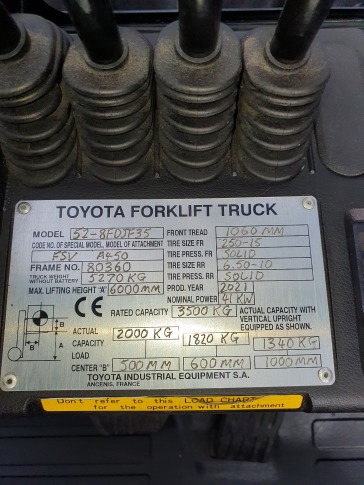 TOYOTA FORKLIFT TRUCK
MODEL 52-8FDJF35 FRONT TREAD 1060 MM
CODE NO. OF SPECIAL MODEL, MODEL OF ATTACHMENT TIRE SIZE FR 250-15
FSV A450 TIRE PRESS. FR SOLID
FRAME NO. 80360 TIRE SIZE RR 6.50-10
TRUCK WEIGHT WITHOUT BATTERY 5270 KG TIRE PRESS. RR SOLID
MAX. LIFTING HEIGHT "A" 6000 MM PROD. YEAR 2021
NOMINAL POWER 41 KW
CE RATED CAPACITY 3500 KG ACTUAL CAPACITY WITH VERTICAL UPRIGHT EQUIPPED AS SHOWN.
ACTUAL CAPACITY 2000 KG 1820 KG 1340 KG
LOAD CENTER "B" 500 MM 600 MM 1000 MM
B
B
A
TOYOTA INDUSTRIAL EQUIPMENT S.A.
ANCENIS, FRANCE
Don't refer to this LOAD CHART
for the operation with attachment